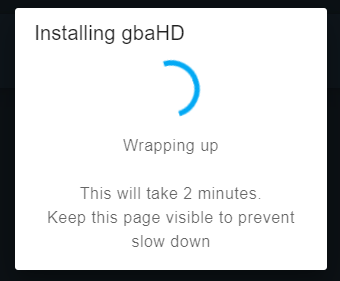 Installing gbaHD
Wrapping up
This will take 2 minutes.
Keep this page visible to prevent
slow down